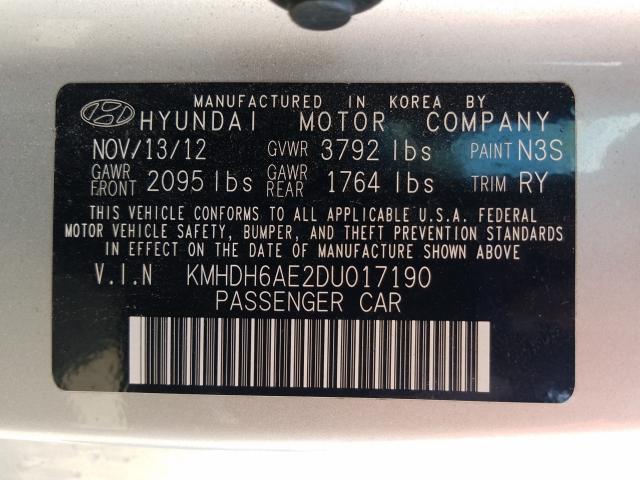 MANUFACTURED IN KOREA BY
HYUNDAI MOTOR COMPANY
NOV/13/12 GVWR 3792 lbs PAINT N3S
GAWR FRONT 2095 lbs GAWR REAR 1764 lbs TRIM RY
THIS VEHICLE CONFORMS TO ALL APPLICABLE U.S.A. FEDERAL
MOTOR VEHICLE SAFETY, BUMPER, AND THEFT PREVENTION STANDARDS
IN EFFECT ON THE DATE OF MANUFACTURE SHOWN ABOVE
V.I.N KMHDH6AE2DU017190
PASSENGER CAR